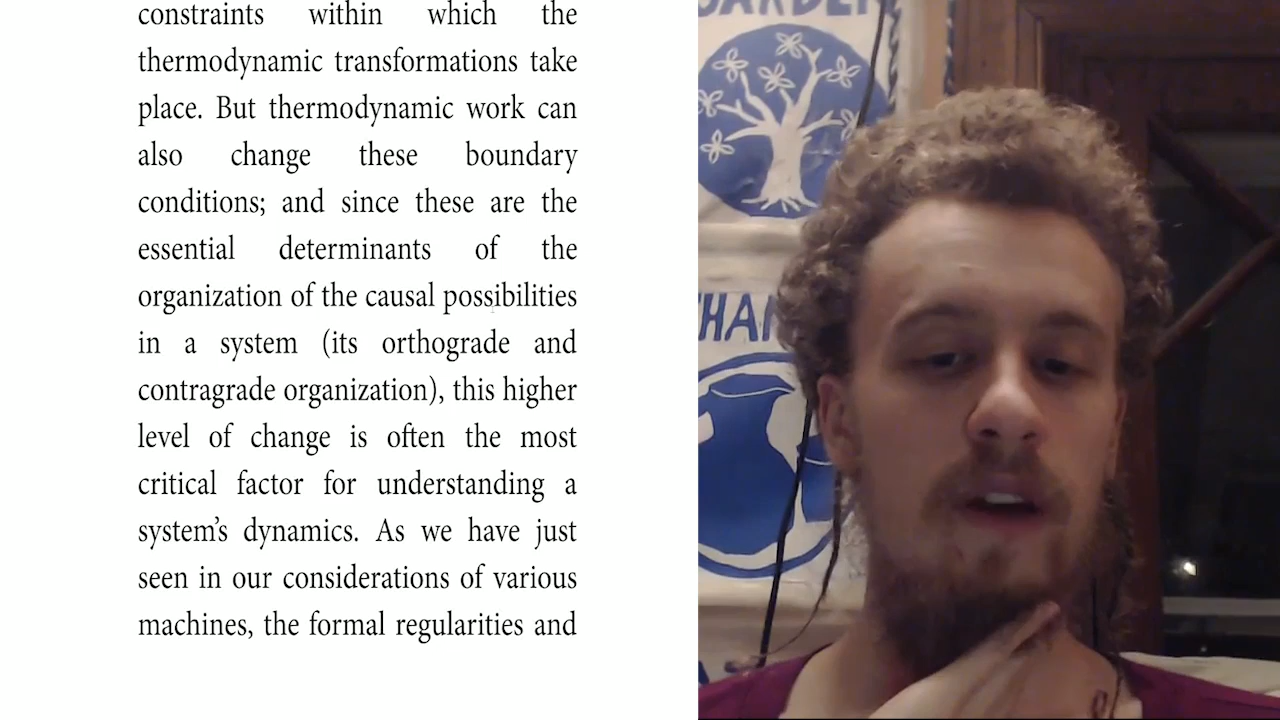 constraints within which the
thermodynamic transformations take
place. But thermodynamic work can
also change these boundary
conditions; and since these are the
essential determinants of the
organization of the causal possibilities
in a system (its orthograde and
contragrade organization), this higher
level of change is often the most
critical factor for understanding a
system’s dynamics. As we have just
seen in our considerations of various
machines, the formal regularities and